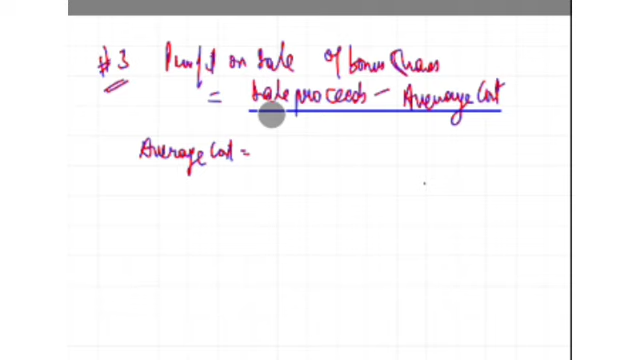 #3 Profit on Sale of bonus Shares
= Sale proceeds - Average Cost
Average Cost =